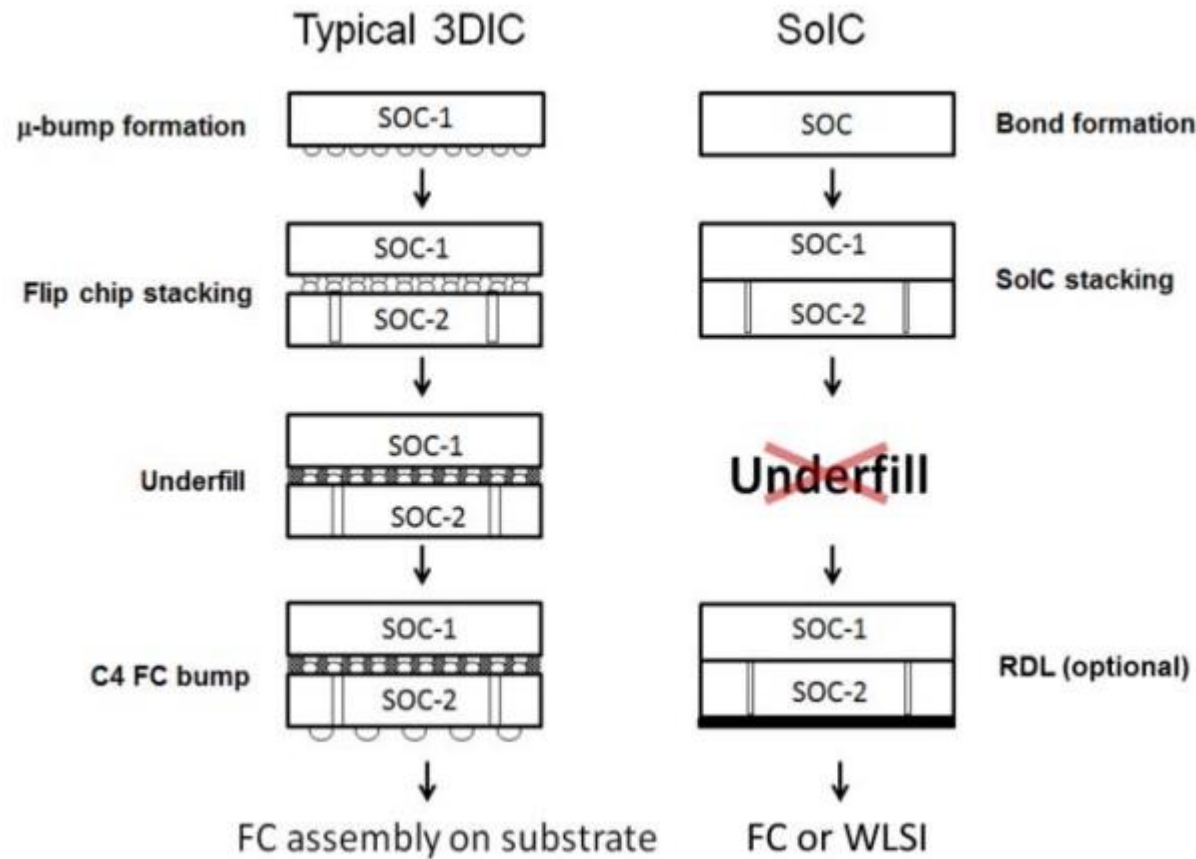 Typical 3DIC
SoIC
μ-bump formation
SOC-1
SOC
Bond formation
Flip chip stacking
SOC-1
SOC-2
SOC-1
SOC-2
SoIC stacking
Underfill
SOC-1
SOC-2
Underfill
C4 FC bump
SOC-1
SOC-2
SOC-1
SOC-2
RDL (optional)
FC assembly on substrate
FC or WLSI